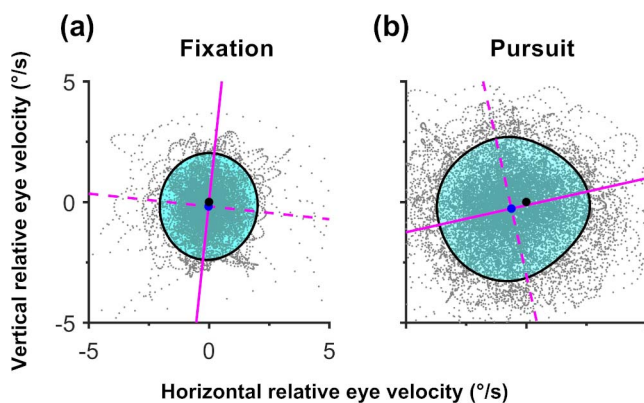 (a)
Fixation
(b)
Pursuit
Vertical relative eye velocity (°/s)
5
0
-5
-5
0
5
Horizontal relative eye velocity (°/s)